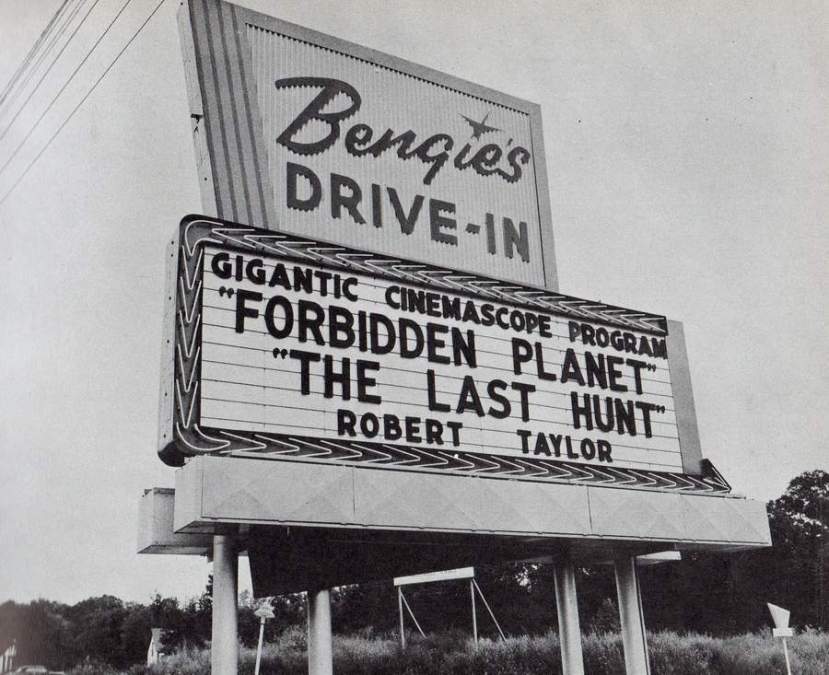 Bengie's
DRIVE-IN
GIGANTIC CINEMASCOPE PROGRAM
"FORBIDDEN PLANET"
"THE LAST HUNT"
ROBERT TAYLOR